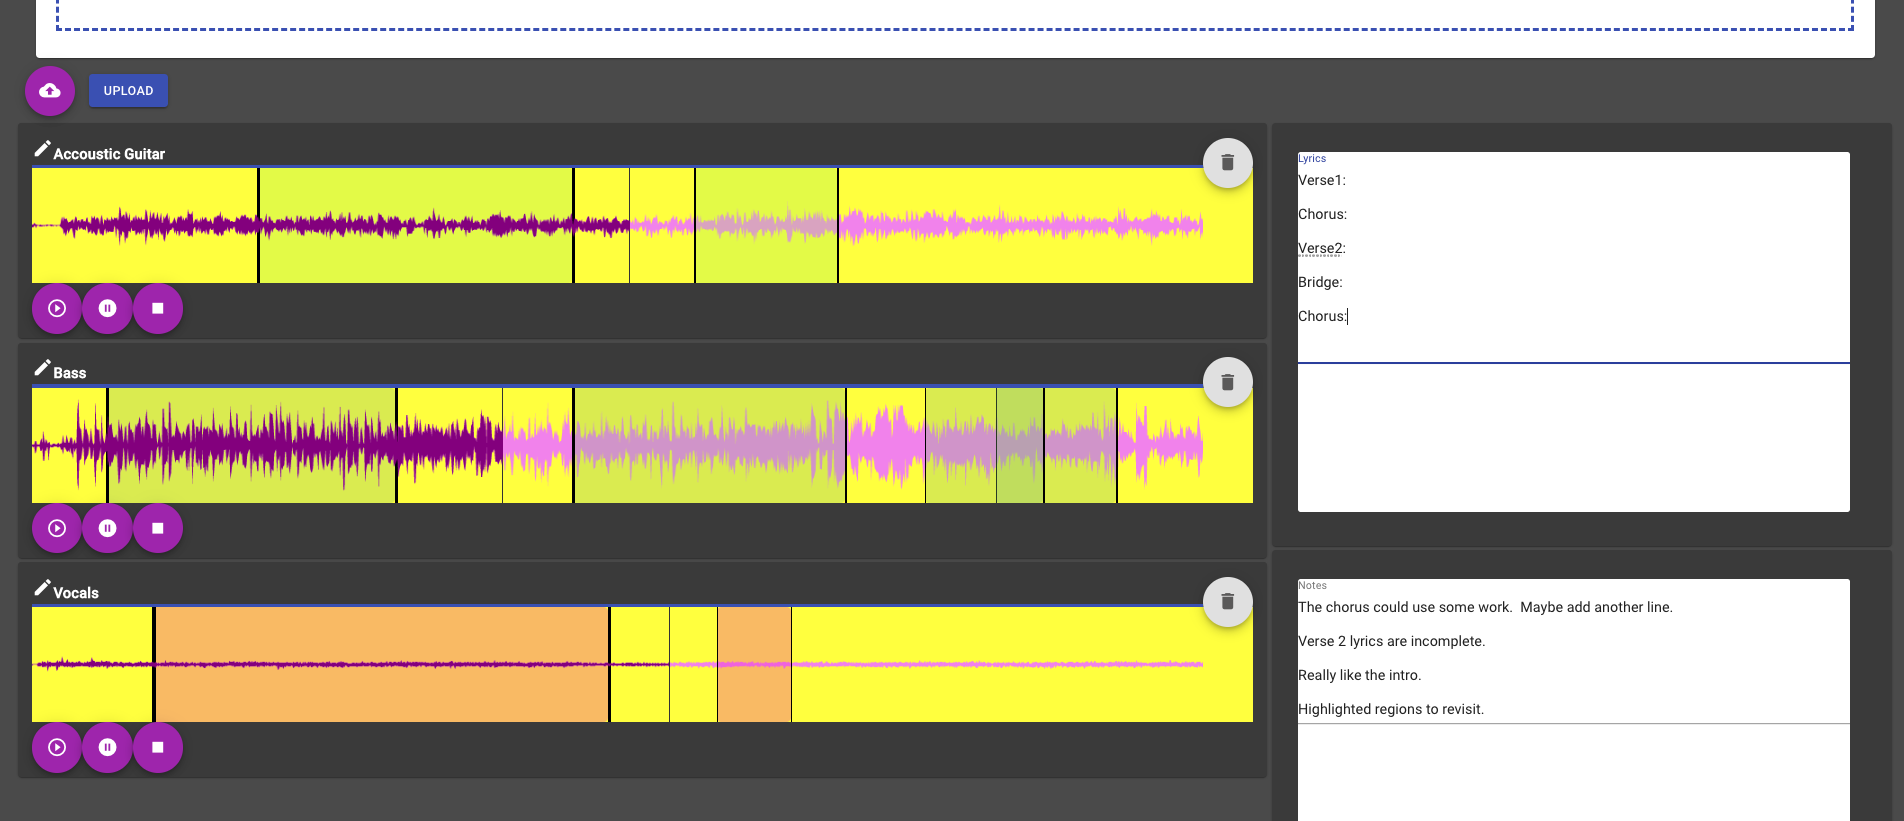 UPLOAD
Accoustic Guitar
Bass
Vocals
Lyrics
Verse1:
Chorus:
Verse2:
Bridge:
Chorus:
Notes
The chorus could use some work.  Maybe add another line.
Verse 2 lyrics are incomplete.
Really like the intro.
Highlighted regions to revisit.